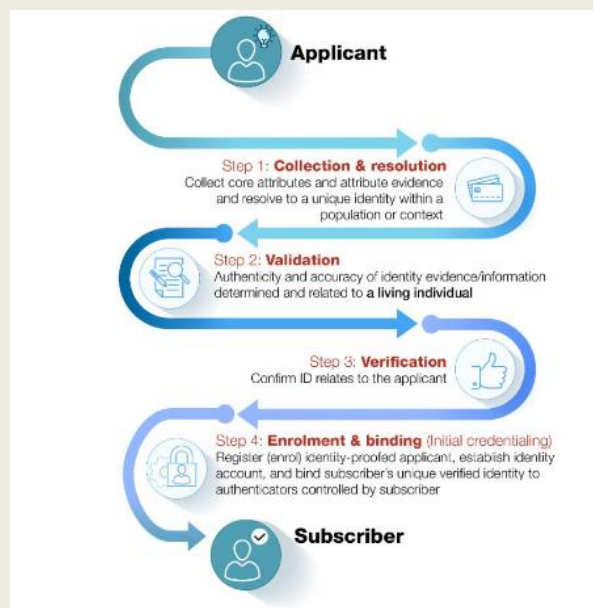 Applicant
Step 1: Collection & resolution
Collect core attributes and attribute evidence
and resolve to a unique identity within a
population or context
Step 2: Validation
Authenticity and accuracy of identity evidence/information
determined and related to a living individual
Step 3: Verification
Confirm ID relates to the applicant
Step 4: Enrolment & binding (Initial credentialing)
Register (enrol) identity-proofed applicant, establish identity
account, and bind subscriber's unique verified identity to
authenticators controlled by subscriber
Subscriber